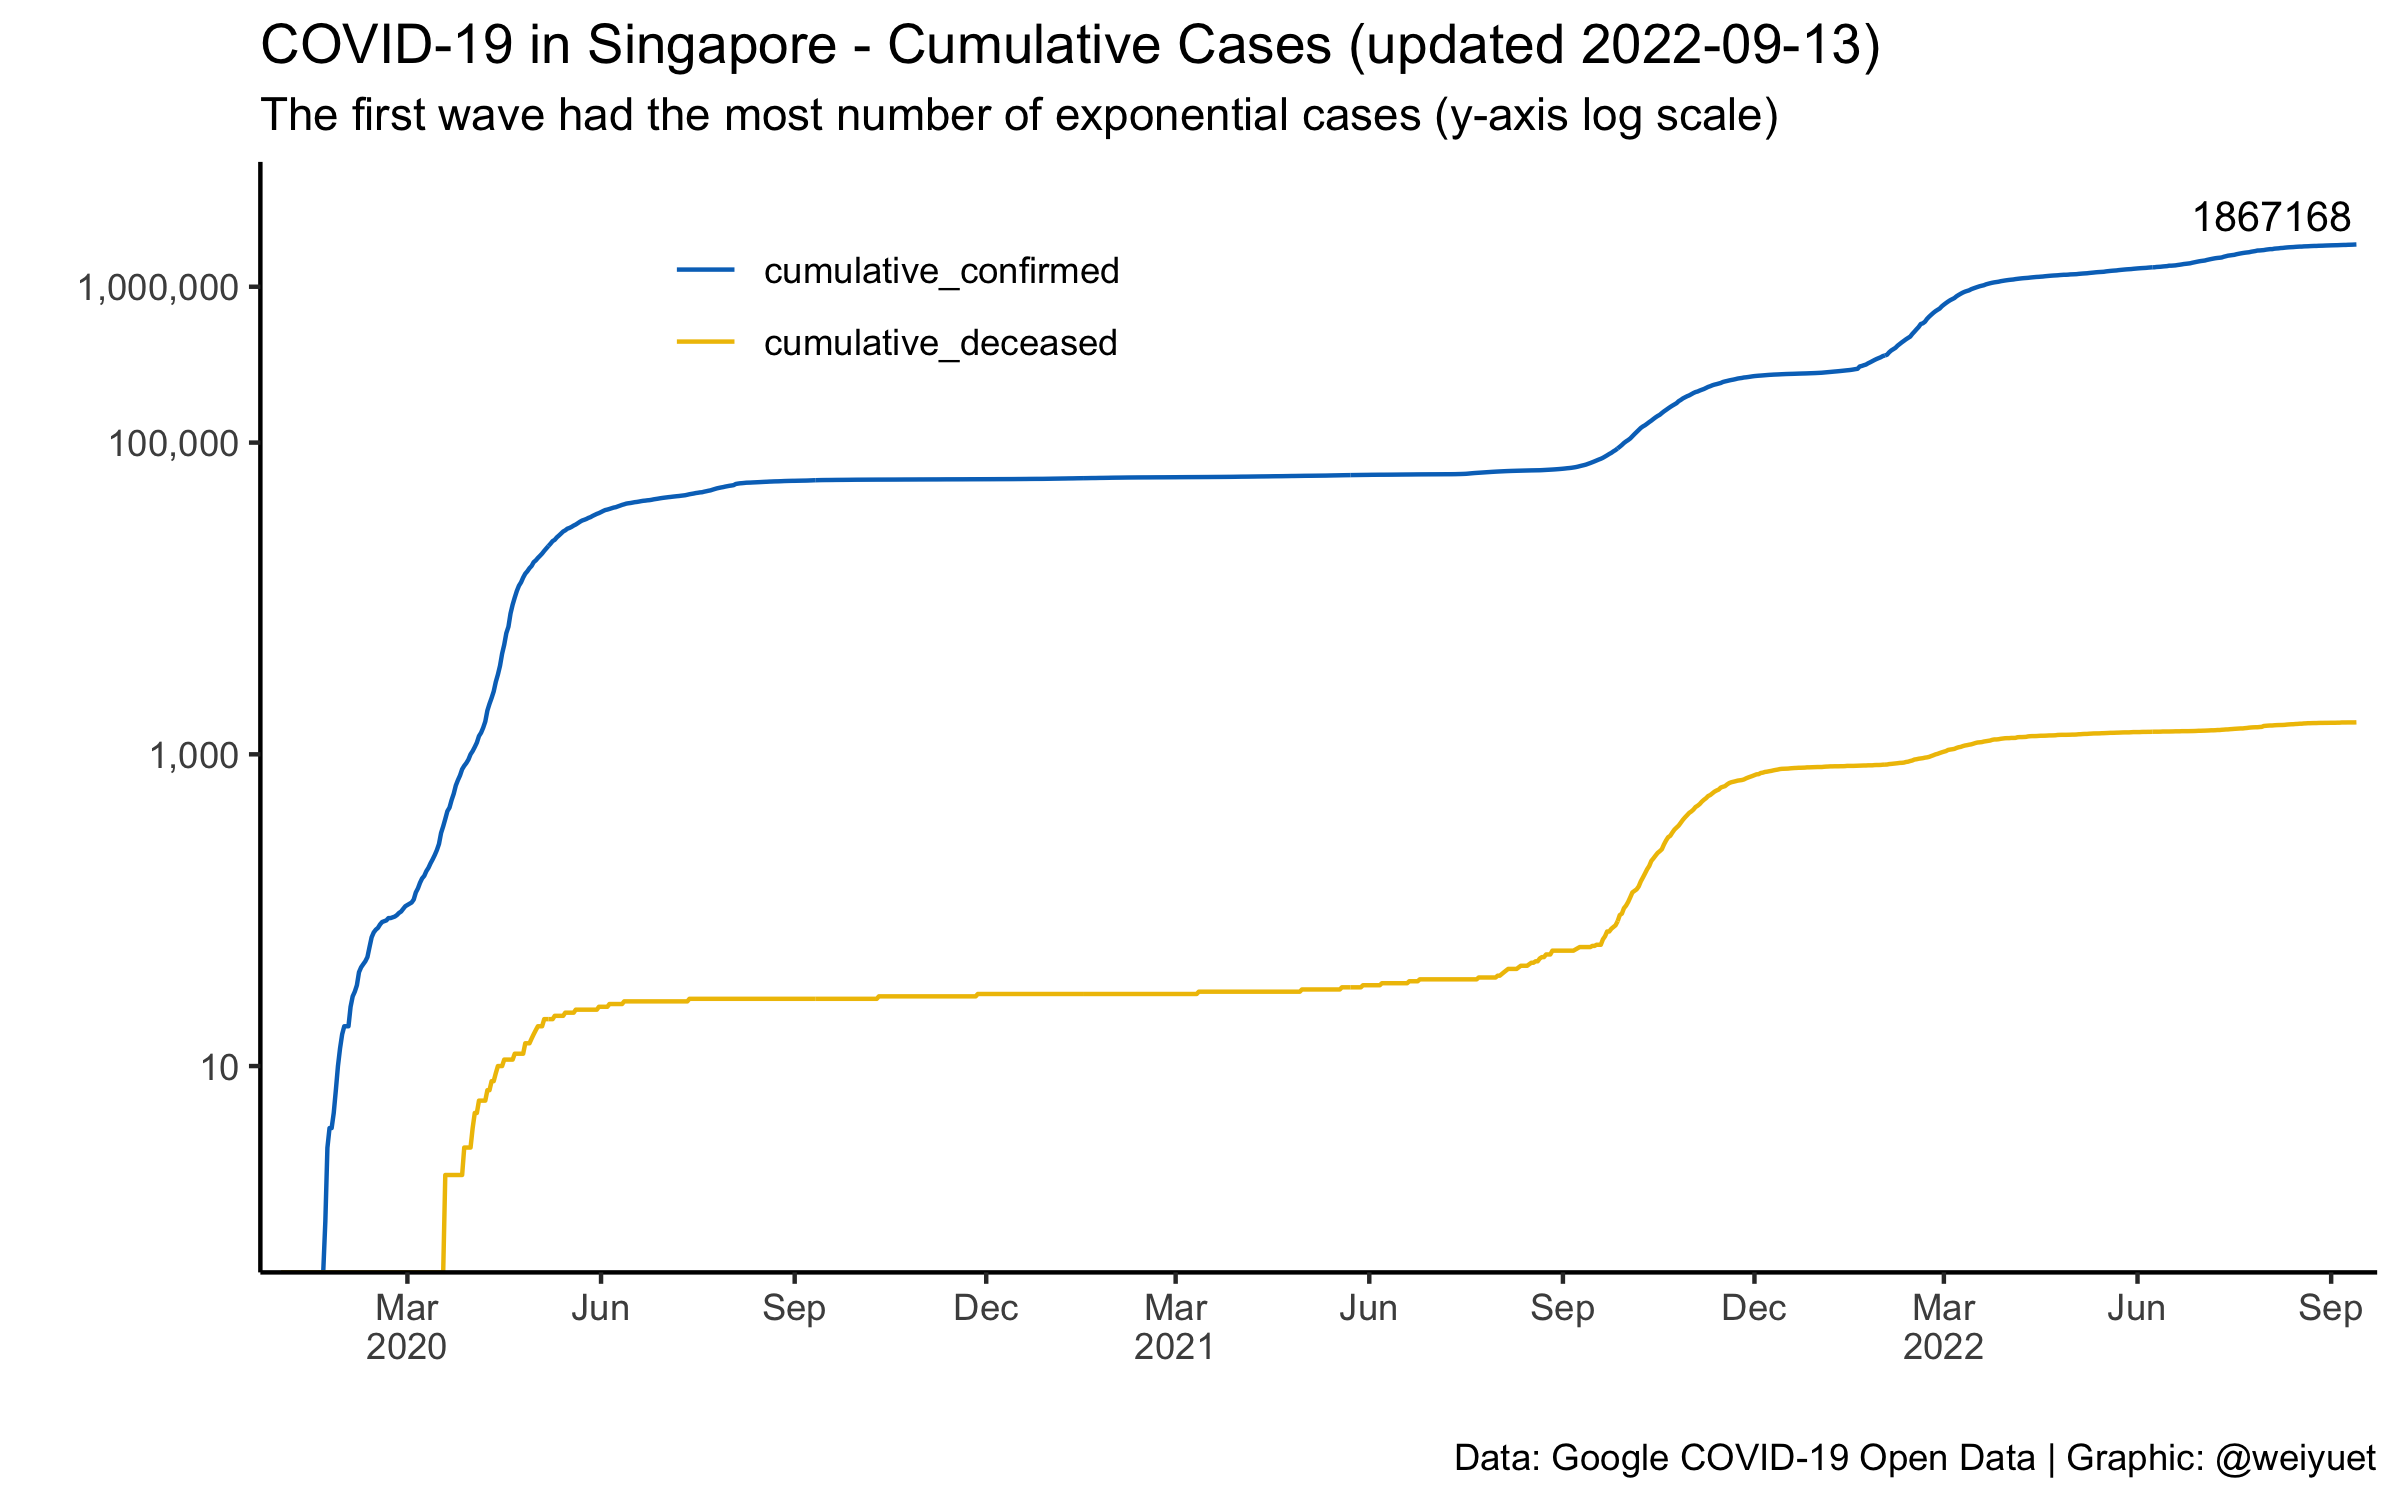 COVID-19 in Singapore - Cumulative Cases (updated 2022-09-13)
The first wave had the most number of exponential cases (y-axis log scale)
1867168
cumulative_confirmed
cumulative_deceased
1,000,000
100,000
1,000
10
Mar Jun Sep Dec Mar Jun Sep Dec Mar Jun Sep
2020 2021 2022
Data: Google COVID-19 Open Data | Graphic: @weiyuet